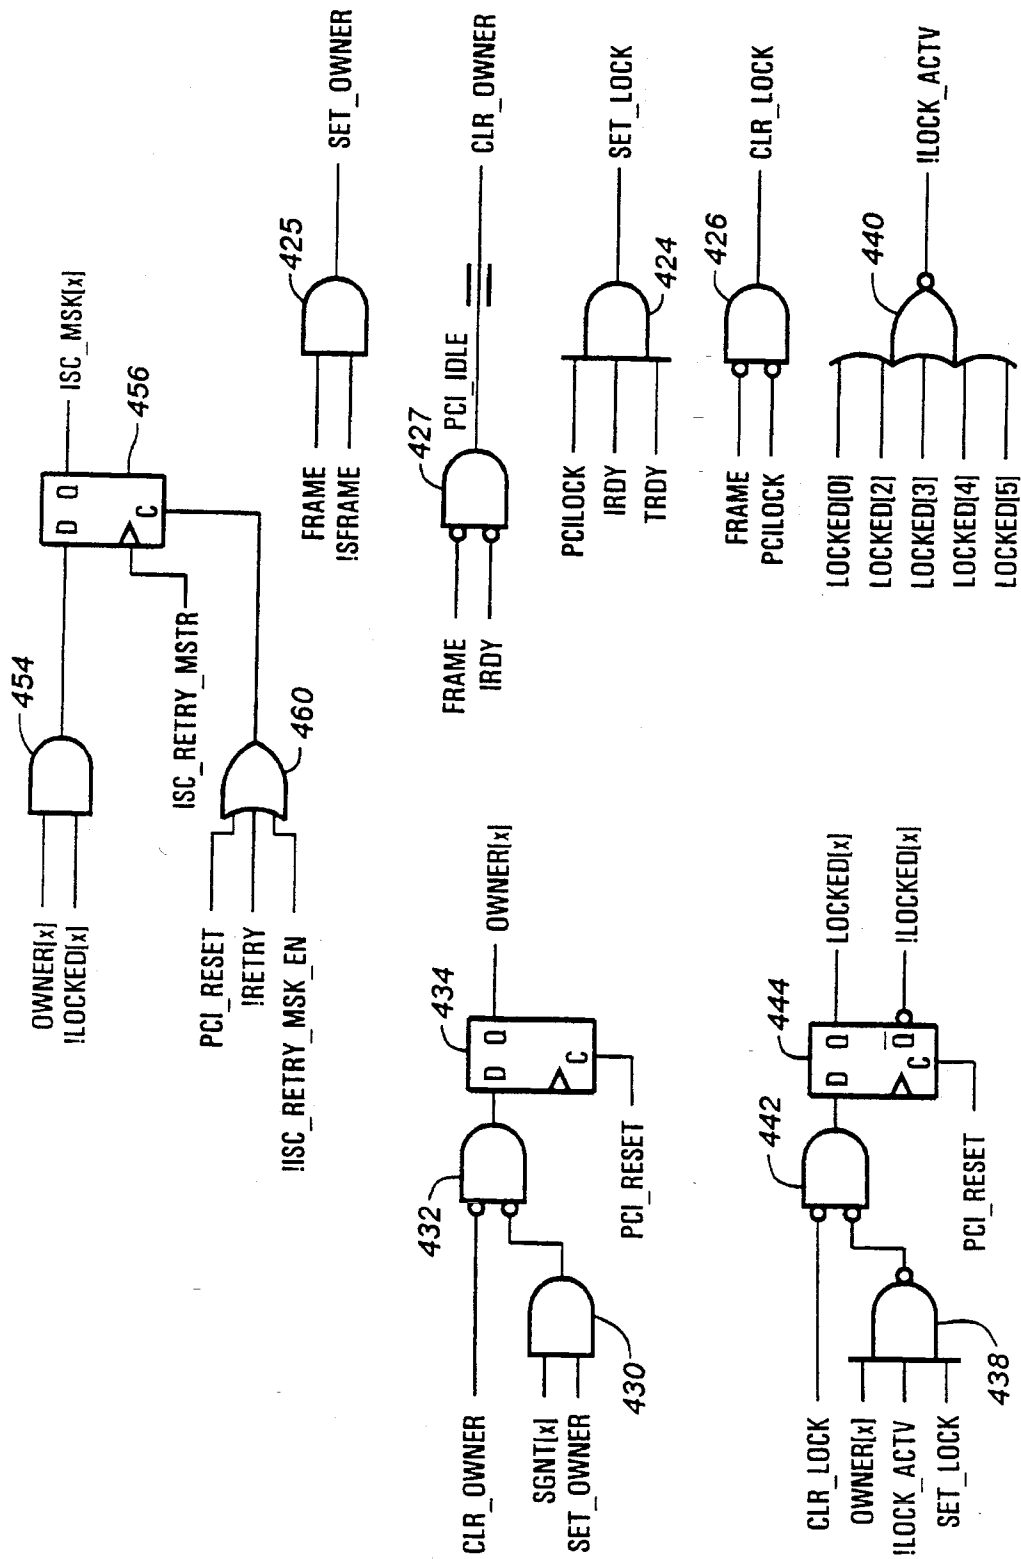 OWNER[x]
!LOCKED[x]
454
D Q
C
ISC_MSK[x]
456
ISC_RETRY_MSTR
PCI_RESET
!RETRY
!ISC_RETRY_MSK_EN
460
FRAME
!SFRAME
425
SET_OWNER
FRAME
IRDY
427
PCI_IDLE
CLR_OWNER
PCILOCK
IRDY
TRDY
424
SET_LOCK
FRAME
PCILOCK
426
CLR_LOCK
LOCKED[0]
LOCKED[2]
LOCKED[3]
LOCKED[4]
LOCKED[5]
440
!LOCK_ACTV
CLR_OWNER
SGNT[x]
SET_OWNER
430
432
D Q
C
434
OWNER[x]
PCI_RESET
CLR_LOCK
OWNER[x]
!LOCK_ACTV
SET_LOCK
438
442
D Q
Q
C
444
LOCKED[x]
!LOCKED[x]
PCI_RESET